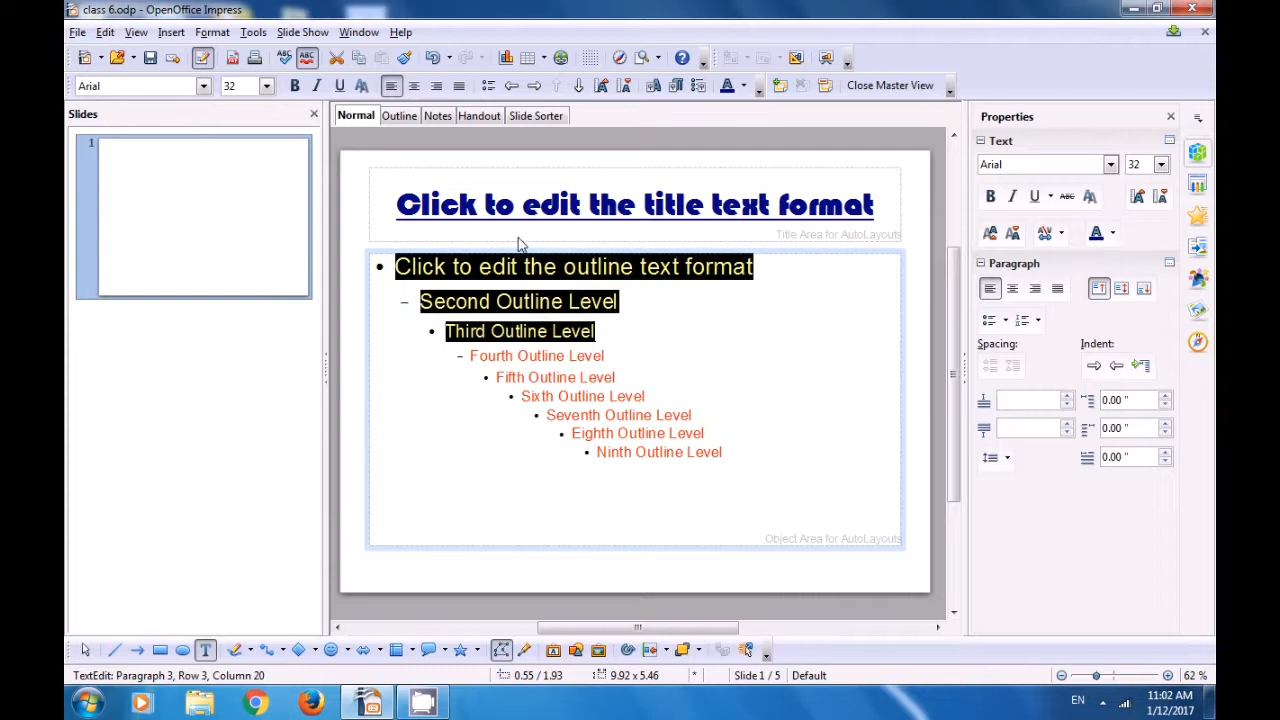 class 6.odp - OpenOffice Impress
File Edit View Insert Format Tools Slide Show Window Help
Arial 32 Close Master View
Slides
Normal Outline Notes Handout Slide Sorter
Properties
1
Click to edit the title text format
Title Area for AutoLayouts
Click to edit the outline text format
– Second Outline Level
Third Outline Level
– Fourth Outline Level
Fifth Outline Level
Sixth Outline Level
Seventh Outline Level
Eighth Outline Level
Ninth Outline Level
Object Area for AutoLayouts
Text
Arial 32
Paragraph
Spacing: Indent:
0.00 "
0.00 "
0.00 "
TextEdit: Paragraph 3, Row 3, Column 20 0.55 / 1.93 9.92 x 5.46 * Slide 1 / 5 Default 62 %
EN 11:02 AM
1/12/2017